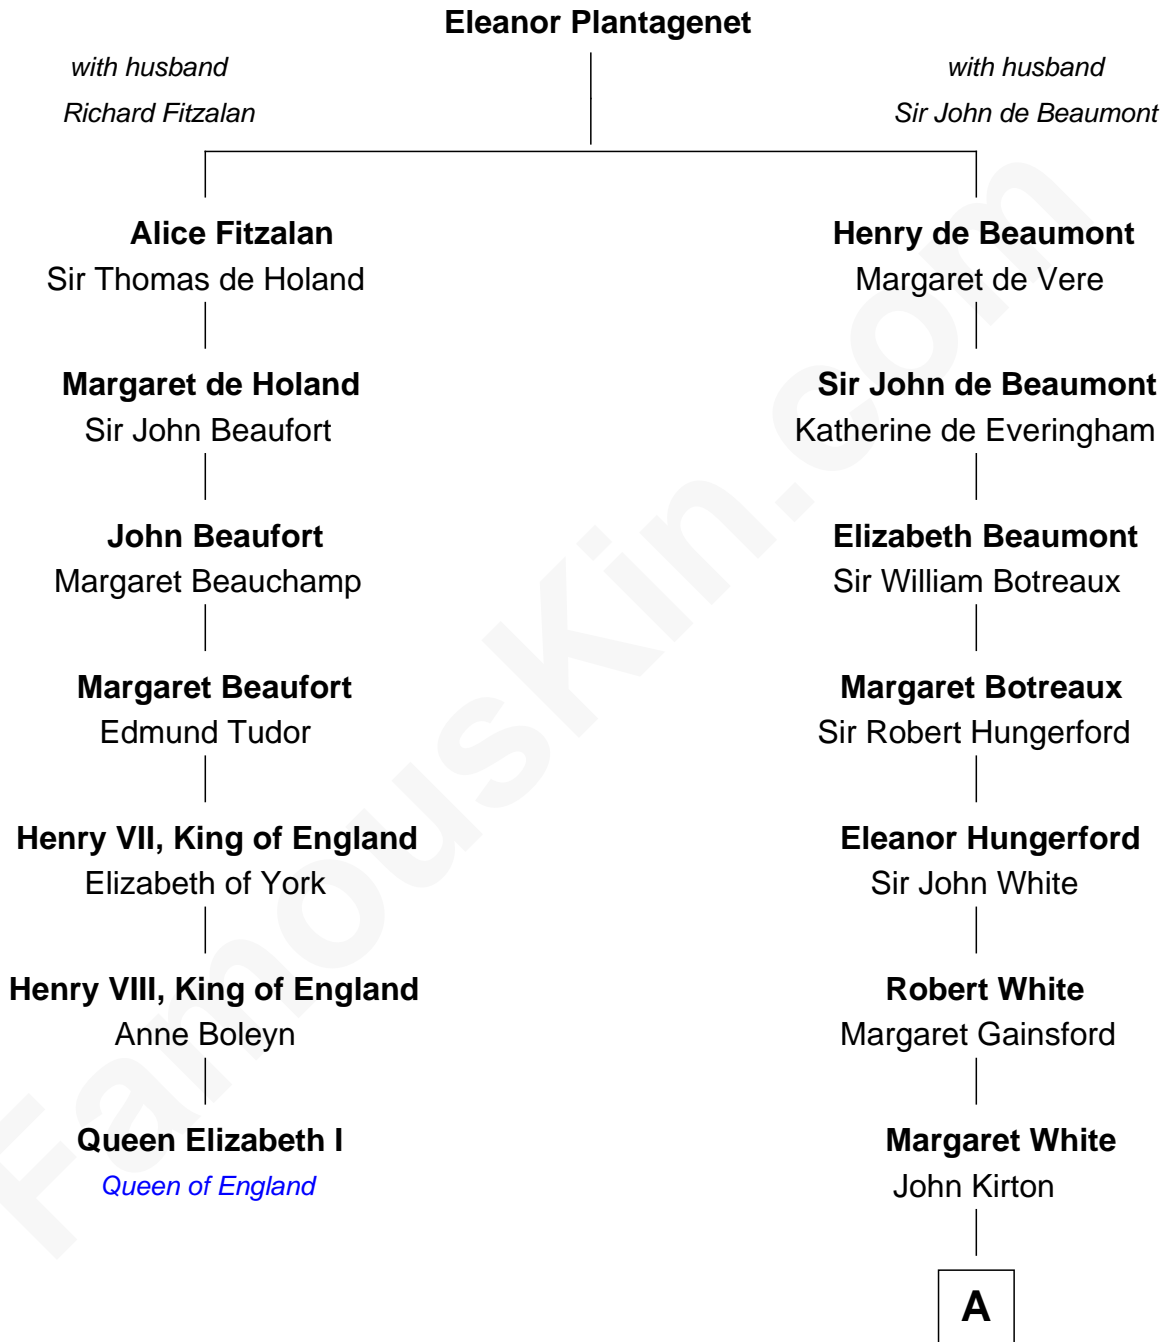 Eleanor Plantagenet
with husband
Richard Fitzalan
with husband
Sir John de Beaumont
Alice Fitzalan
Sir Thomas de Holand
Henry de Beaumont
Margaret de Vere
Margaret de Holand
Sir John Beaufort
Sir John de Beaumont
Katherine de Everingham
John Beaufort
Margaret Beauchamp
Elizabeth Beaumont
Sir William Botreaux
Margaret Beaufort
Edmund Tudor
Margaret Botreaux
Sir Robert Hungerford
Henry VII, King of England
Elizabeth of York
Eleanor Hungerford
Sir John White
Henry VIII, King of England
Anne Boleyn
Robert White
Margaret Gainsford
Queen Elizabeth I
Queen of England
Margaret White
John Kirton
A
FamousKin.com